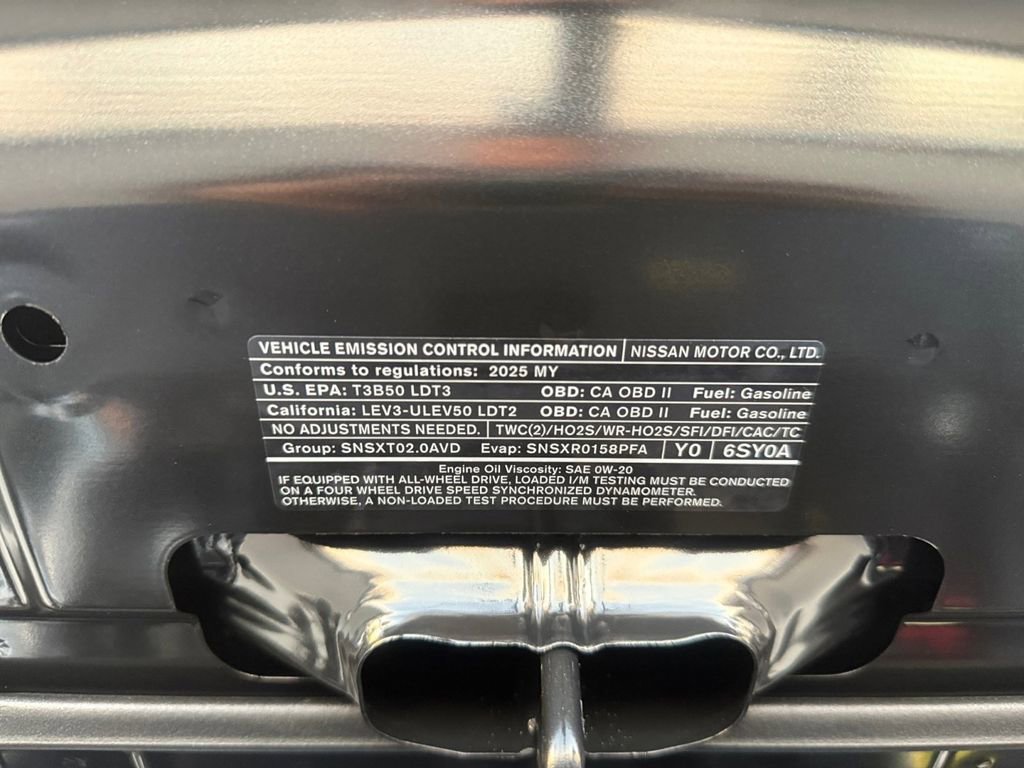 VEHICLE EMISSION CONTROL INFORMATION NISSAN MOTOR CO., LTD.
Conforms to regulations: 2025 MY
U.S. EPA: T3B50 LDT3 OBD: CA OBD II Fuel: Gasoline
California: LEV3-ULEV50 LDT2 OBD: CA OBD II Fuel: Gasoline
NO ADJUSTMENTS NEEDED. TWC(2)/HO2S/WR-HO2S/SFI/DFI/CAC/TC
Group: SNSXT02.0AVD Evap: SNSXR0158PFA Y0 6SY0A
Engine Oil Viscosity: SAE 0W-20
IF EQUIPPED WITH ALL-WHEEL DRIVE, LOADED I/M TESTING MUST BE CONDUCTED
ON A FOUR WHEEL DRIVE SPEED SYNCHRONIZED DYNAMOMETER.
OTHERWISE, A NON-LOADED TEST PROCEDURE MUST BE PERFORMED.